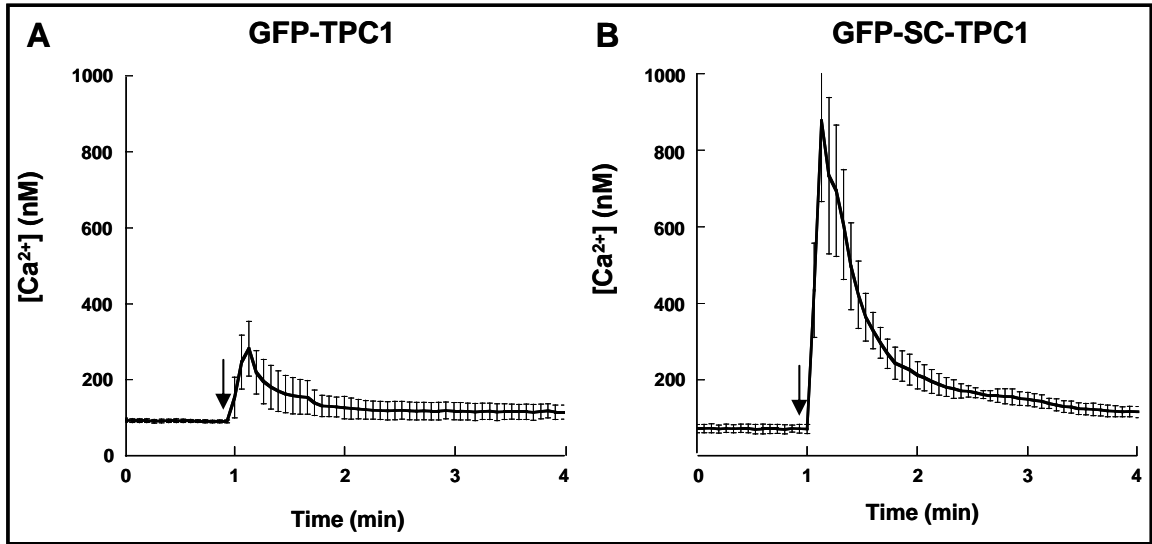 A GFP-TPC1
1000
800
600
400
200
0
[Ca²⁺] (nM)
0 1 2 3 4
Time (min)
B GFP-SC-TPC1
1000
800
600
400
200
[Ca²⁺] (nM)
0 1 2 3 4
Time (min)